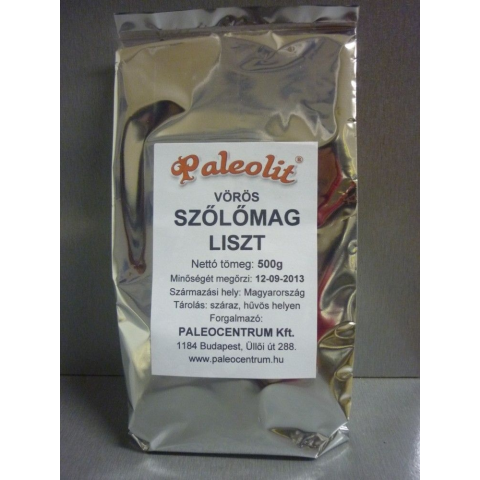 Paleolit®
VÖRÖS
SZŐLŐMAG
LISZT
Nettó tömeg: 500g
Minőségét megőrzi: 12-09-2013
Származási hely: Magyarország
Tárolás: száraz, hűvös helyen
Forgalmazó:
PALEOCENTRUM Kft.
1184 Budapest, Üllői út 288.
www.paleocentrum.hu